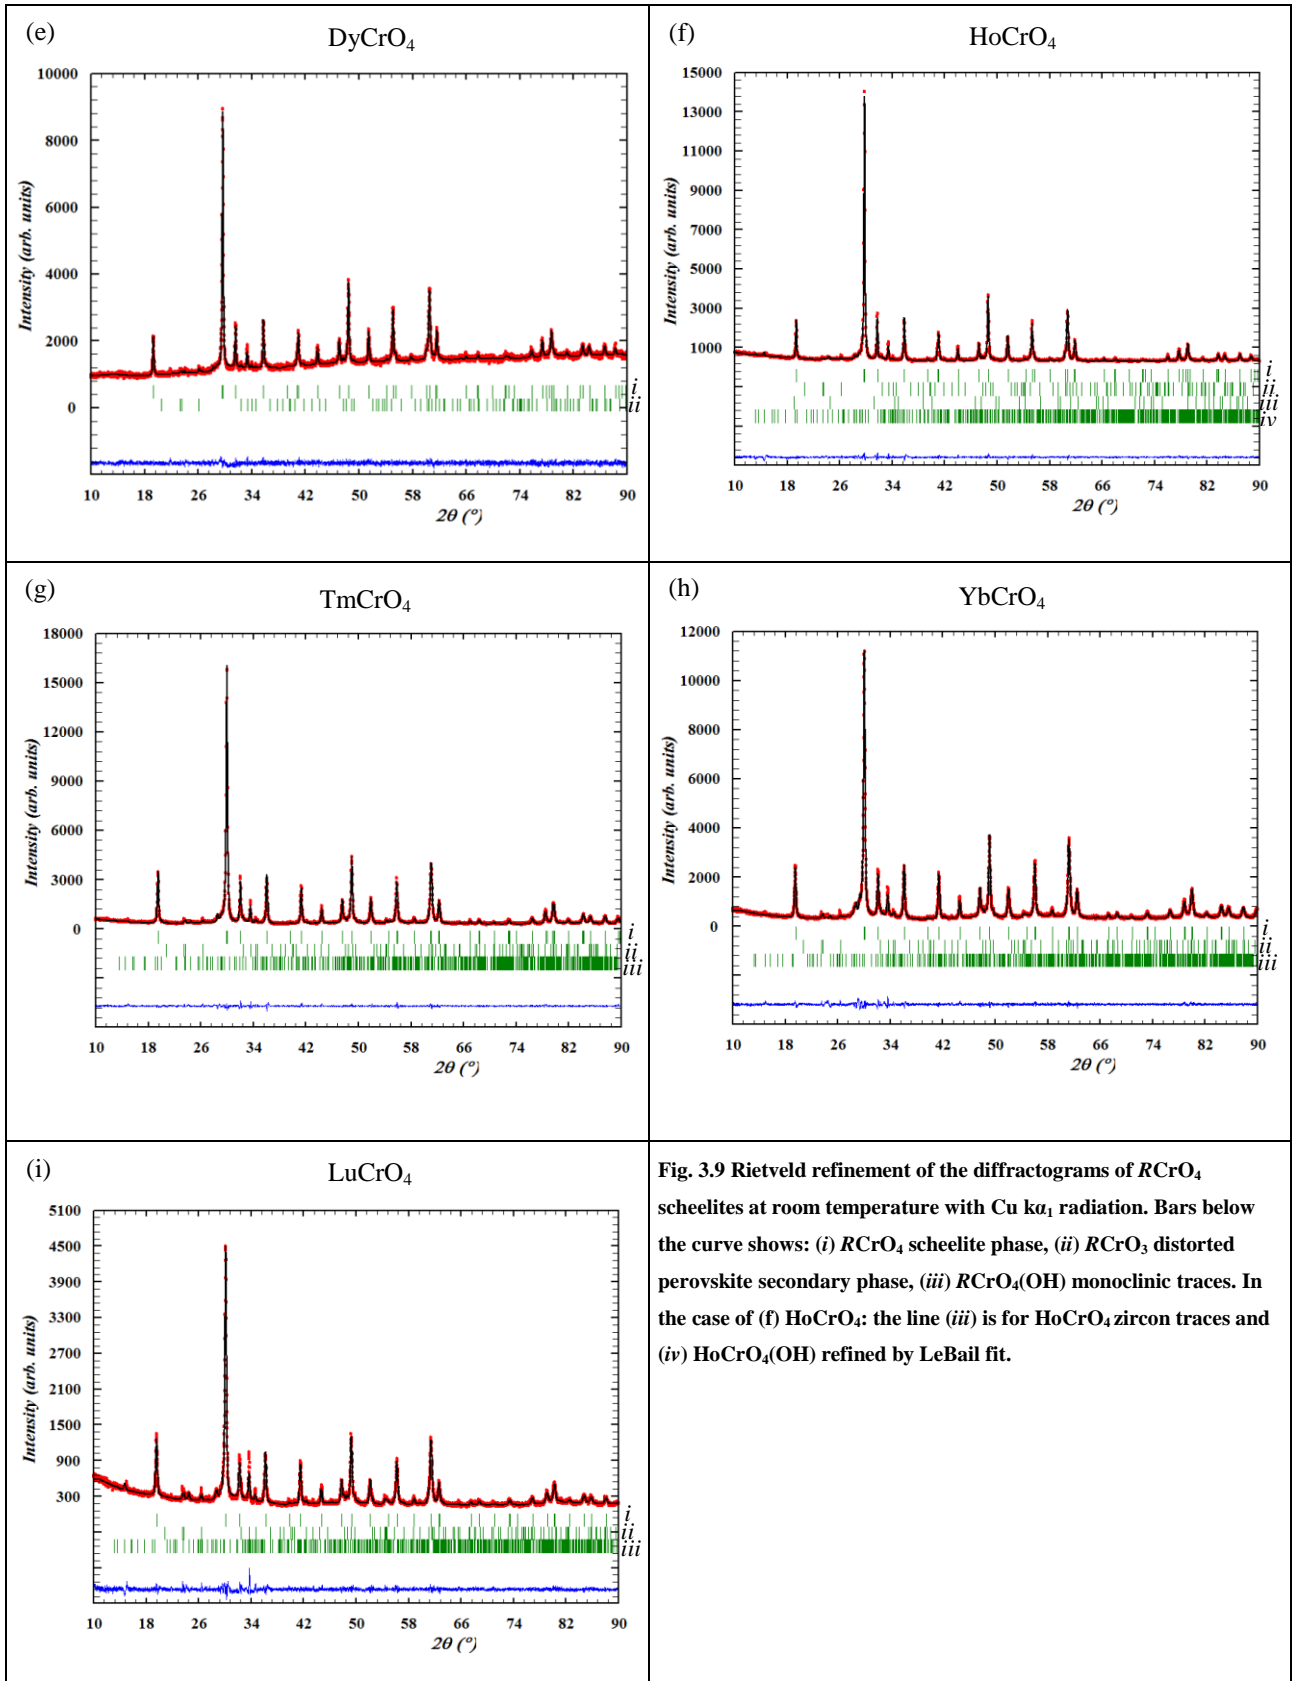 (e)
DyCrO4
10000
8000
6000
4000
2000
0
Intensity (arb. units)
i
ii
10 18 26 34 42 50 58 66 74 82 90
2θ (°)
(f)
HoCrO4
15000
13000
11000
9000
7000
5000
3000
1000
Intensity (arb. units)
i
ii
iii
iv
10 18 26 34 42 50 58 66 74 82 90
2θ (°)
(g)
TmCrO4
18000
15000
12000
9000
6000
3000
0
Intensity (arb. units)
i
ii
iii
10 18 26 34 42 50 58 66 74 82 90
2θ (°)
(h)
YbCrO4
12000
10000
8000
6000
4000
2000
0
Intensity (arb. units)
i
ii
iii
10 18 26 34 42 50 58 66 74 82 90
2θ (°)
(i)
LuCrO4
5100
4500
3900
3300
2700
2100
1500
900
300
Intensity (arb. units)
i
ii
iii
10 18 26 34 42 50 58 66 74 82 90
2θ (°)
Fig. 3.9 Rietveld refinement of the diffractograms of RCrO4
scheelites at room temperature with Cu kα1 radiation. Bars below
the curve shows: (i) RCrO4 scheelite phase, (ii) RCrO3 distorted
perovskite secondary phase, (iii) RCrO4(OH) monoclinic traces. In
the case of (f) HoCrO4: the line (iii) is for HoCrO4 zircon traces and
(iv) HoCrO4(OH) refined by LeBail fit.